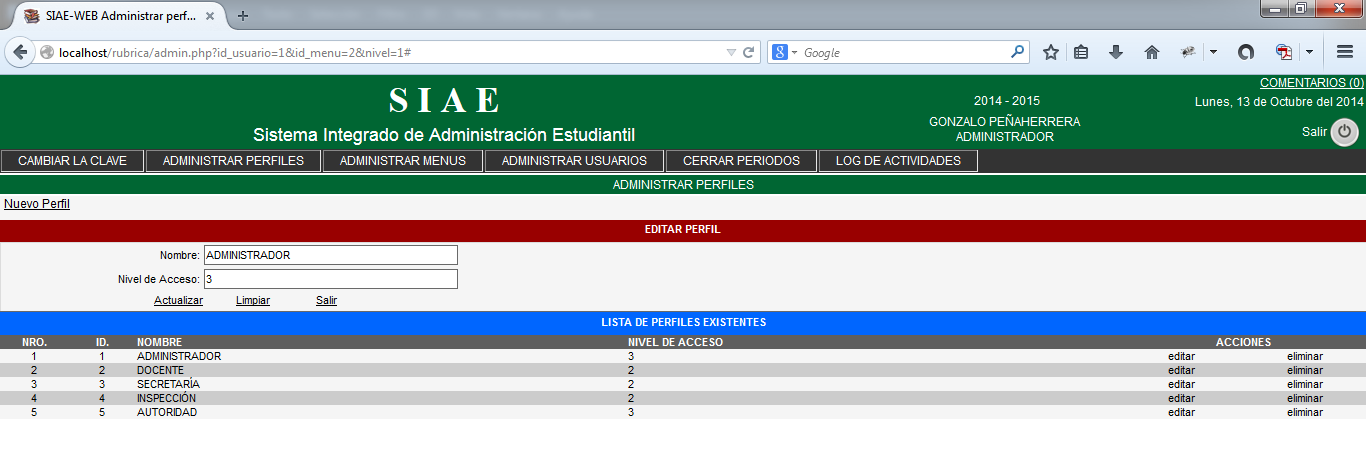 SIAE-WEB Administrar perf...
localhost/rubrica/admin.php?id_usuario=1&id_menu=2&nivel=1#
Google
COMENTARIOS (0)
S I A E
2014 - 2015
Lunes, 13 de Octubre del 2014
Sistema Integrado de Administración Estudiantil
GONZALO PEÑAHERRERA
ADMINISTRADOR
Salir
CAMBIAR LA CLAVE ADMINISTRAR PERFILES ADMINISTRAR MENUS ADMINISTRAR USUARIOS CERRAR PERIODOS LOG DE ACTIVIDADES
ADMINISTRAR PERFILES
Nuevo Perfil
EDITAR PERFIL
Nombre: ADMINISTRADOR
Nivel de Acceso: 3
Actualizar Limpiar Salir
LISTA DE PERFILES EXISTENTES
NRO. ID. NOMBRE NIVEL DE ACCESO ACCIONES
1 1 ADMINISTRADOR 3 editar eliminar
2 2 DOCENTE 2 editar eliminar
3 3 SECRETARÍA 2 editar eliminar
4 4 INSPECCIÓN 2 editar eliminar
5 5 AUTORIDAD 3 editar eliminar